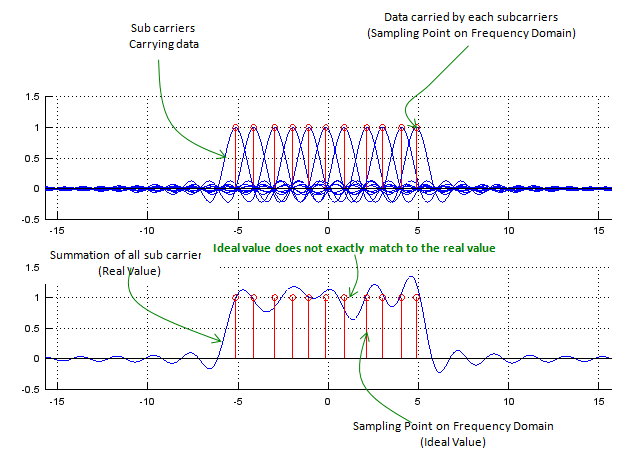 Data carried by each subcarriers
(Sampling Point on Frequency Domain)
Sub carriers
Carrying data
1.5
1
0.5
0
-0.5
-15
-10
-5
0
5
10
15
Ideal value does not exactly match to the real value
Summation of all sub carrier
(Real Value)
1.5
1
0.5
0
-0.5
-15
-10
-5
0
5
10
15
Sampling Point on Frequency Domain
(Ideal Value)